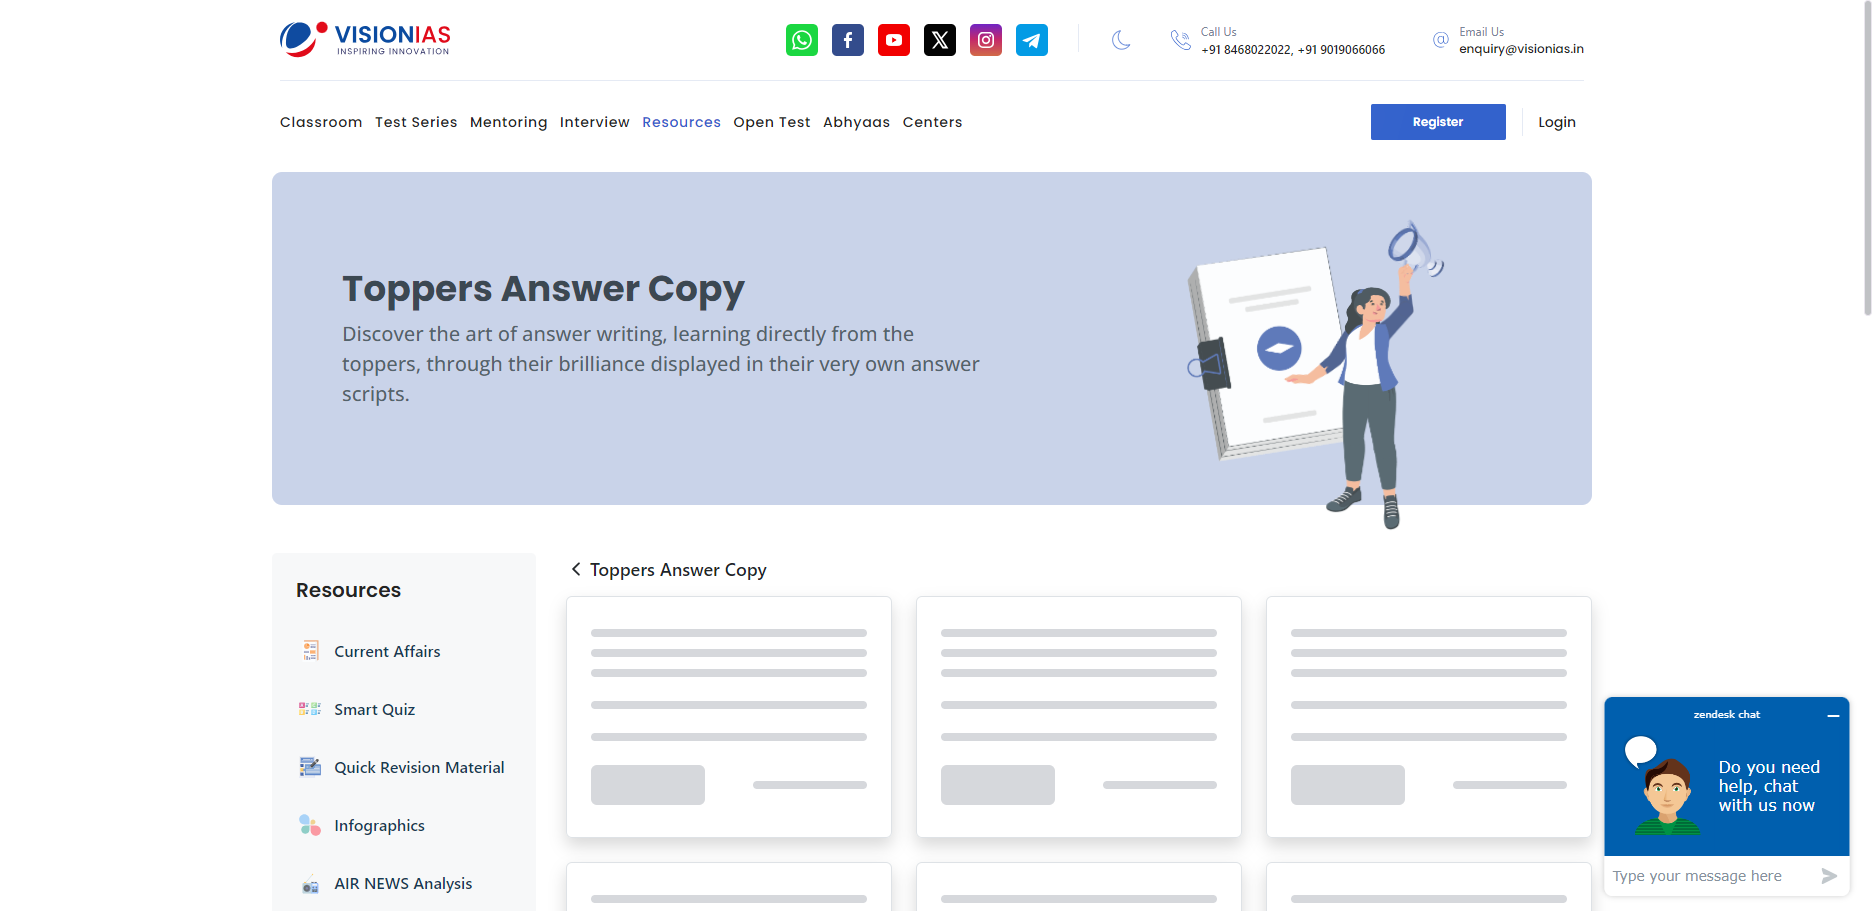 VISIONIAS
INSPIRING INNOVATION
Call Us
+91 8468022022, +91 9019066066
Email Us
enquiry@visionias.in
Classroom Test Series Mentoring Interview Resources Open Test Abhyaas Centers
Register
Login
Toppers Answer Copy
Discover the art of answer writing, learning directly from the
toppers, through their brilliance displayed in their very own answer
scripts.
Resources
Current Affairs
Smart Quiz
Quick Revision Material
Infographics
AIR NEWS Analysis
Toppers Answer Copy
zendesk chat
Do you need
help, chat
with us now
Type your message here